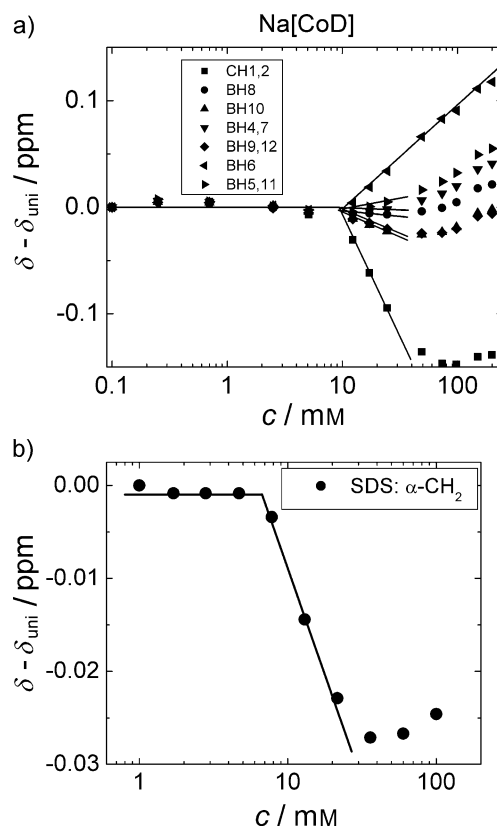 a) Na[CoD]
CH1,2
BH8
BH10
BH4,7
BH9,12
BH6
BH5,11
δ - δuni / ppm
0.1
0.0
-0.1
0.1 1 10 100
c / mM
b)
SDS: α-CH2
δ - δuni / ppm
0.00
-0.01
-0.02
-0.03
1 10 100
c / mM